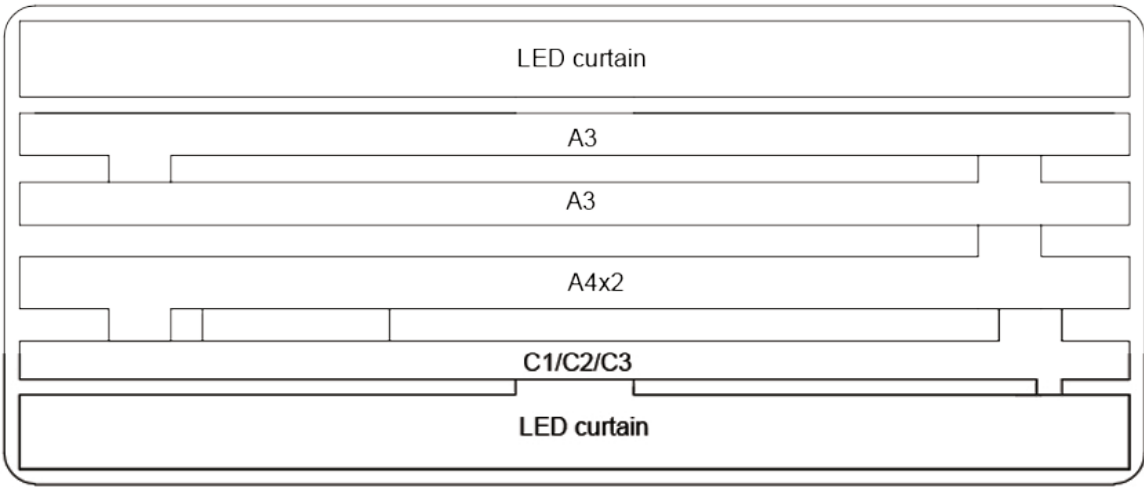 LED curtain
A3
A3
A4x2
C1/C2/C3
LED curtain